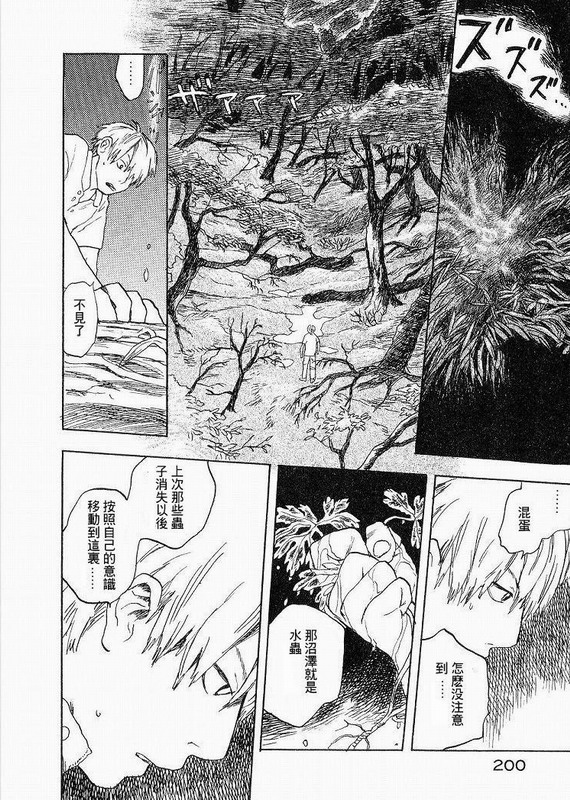 ズズズ…
ザァァァァ
……
不見了
……
混蛋
怎麼没注意
到……
那沼澤就是
水蟲
上次那些蟲
子消失以後
按照自己的意識
移動到這裏……
200